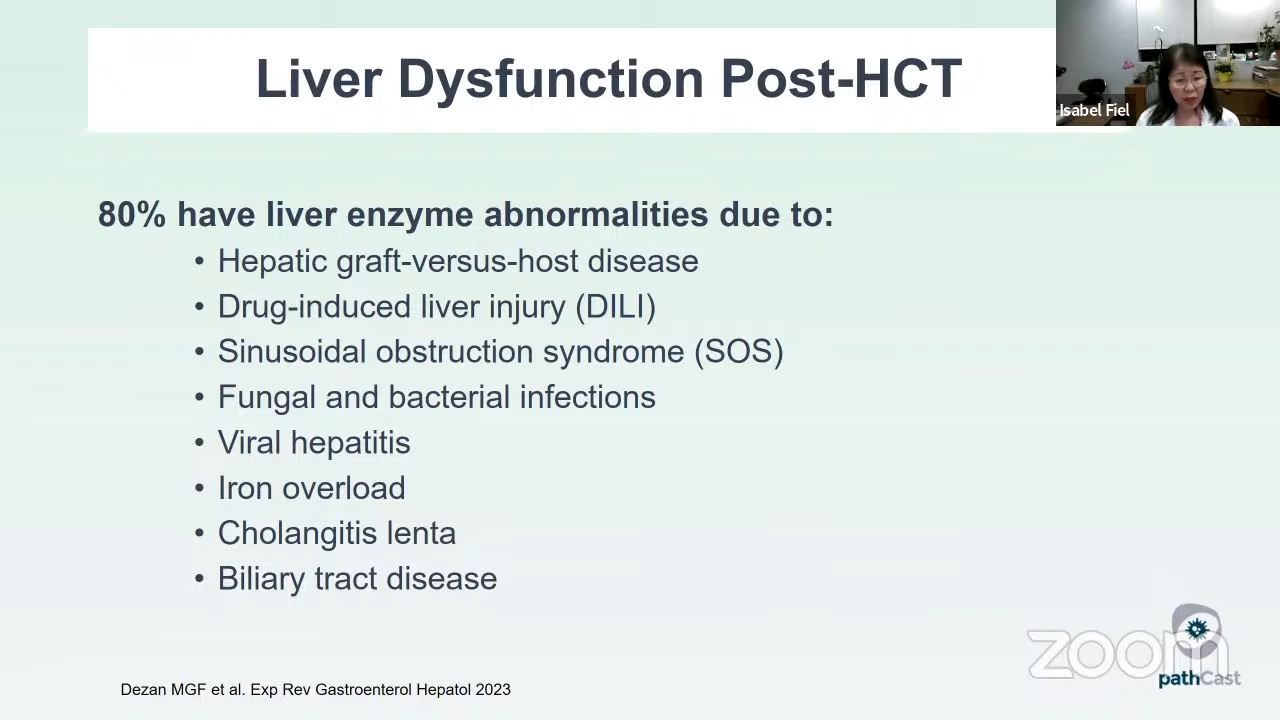 Liver Dysfunction Post-HCT
Isabel Fiel
80% have liver enzyme abnormalities due to:
• Hepatic graft-versus-host disease
• Drug-induced liver injury (DILI)
• Sinusoidal obstruction syndrome (SOS)
• Fungal and bacterial infections
• Viral hepatitis
• Iron overload
• Cholangitis lenta
• Biliary tract disease
zoom
pathCast
Dezan MGF et al. Exp Rev Gastroenterol Hepatol 2023